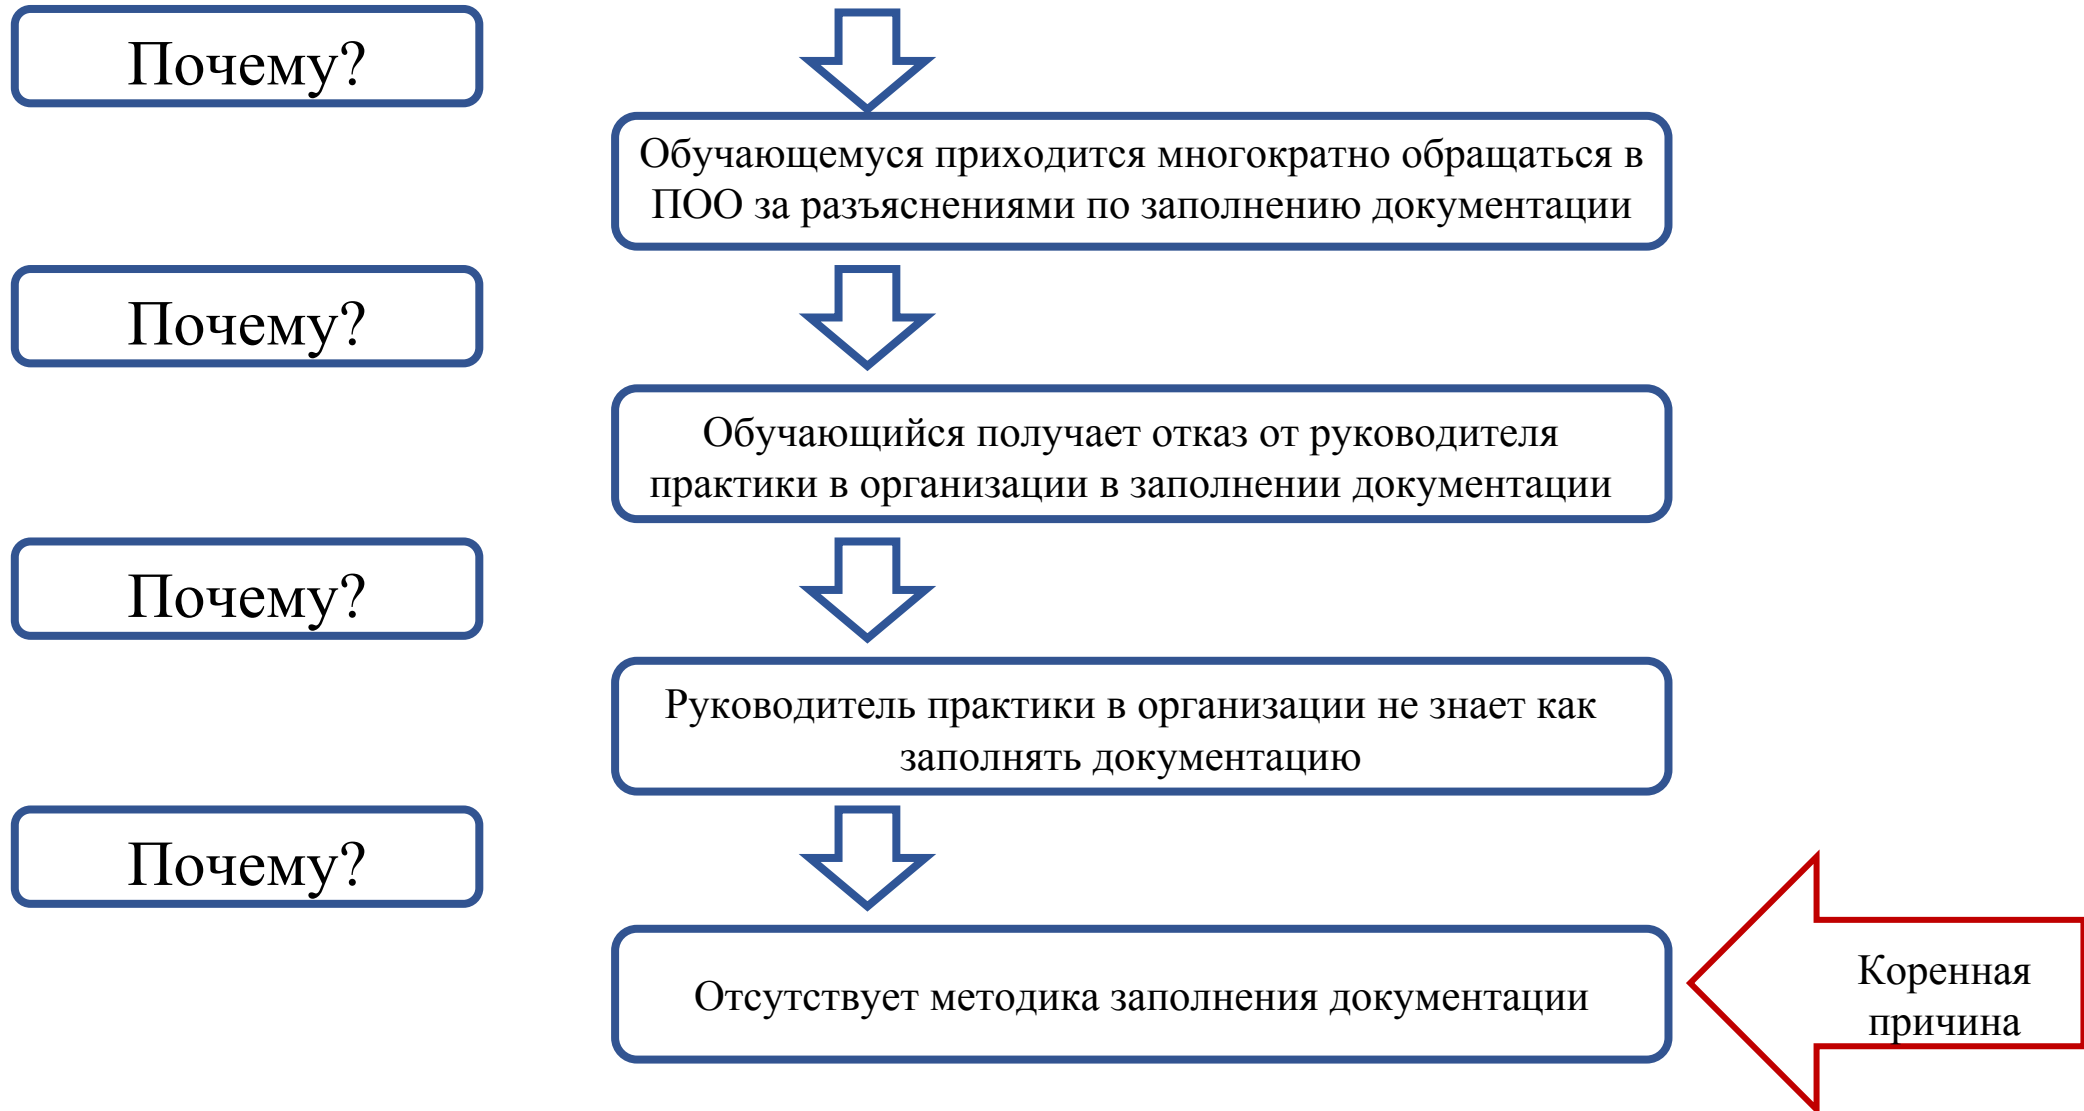 Почему?
Обучающемуся приходится многократно обращаться в
ПОО за разъяснениями по заполнению документации
Почему?
Обучающийся получает отказ от руководителя
практики в организации в заполнении документации
Почему?
Руководитель практики в организации не знает как
заполнять документацию
Почему?
Отсутствует методика заполнения документации
Коренная
причина